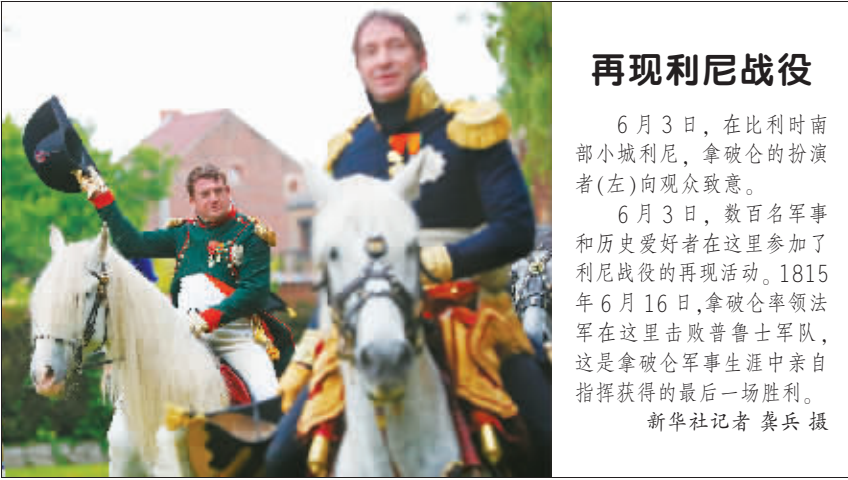 再现利尼战役
6月3日，在比利时南
部小城利尼，拿破仑的扮演
者(左)向观众致意。
6月3日，数百名军事
和历史爱好者在这里参加了
利尼战役的再现活动。1815
年6月16日,拿破仑率领法
军在这里击败普鲁士军队，
这是拿破仑军事生涯中亲自
指挥获得的最后一场胜利。
新华社记者 龚兵 摄